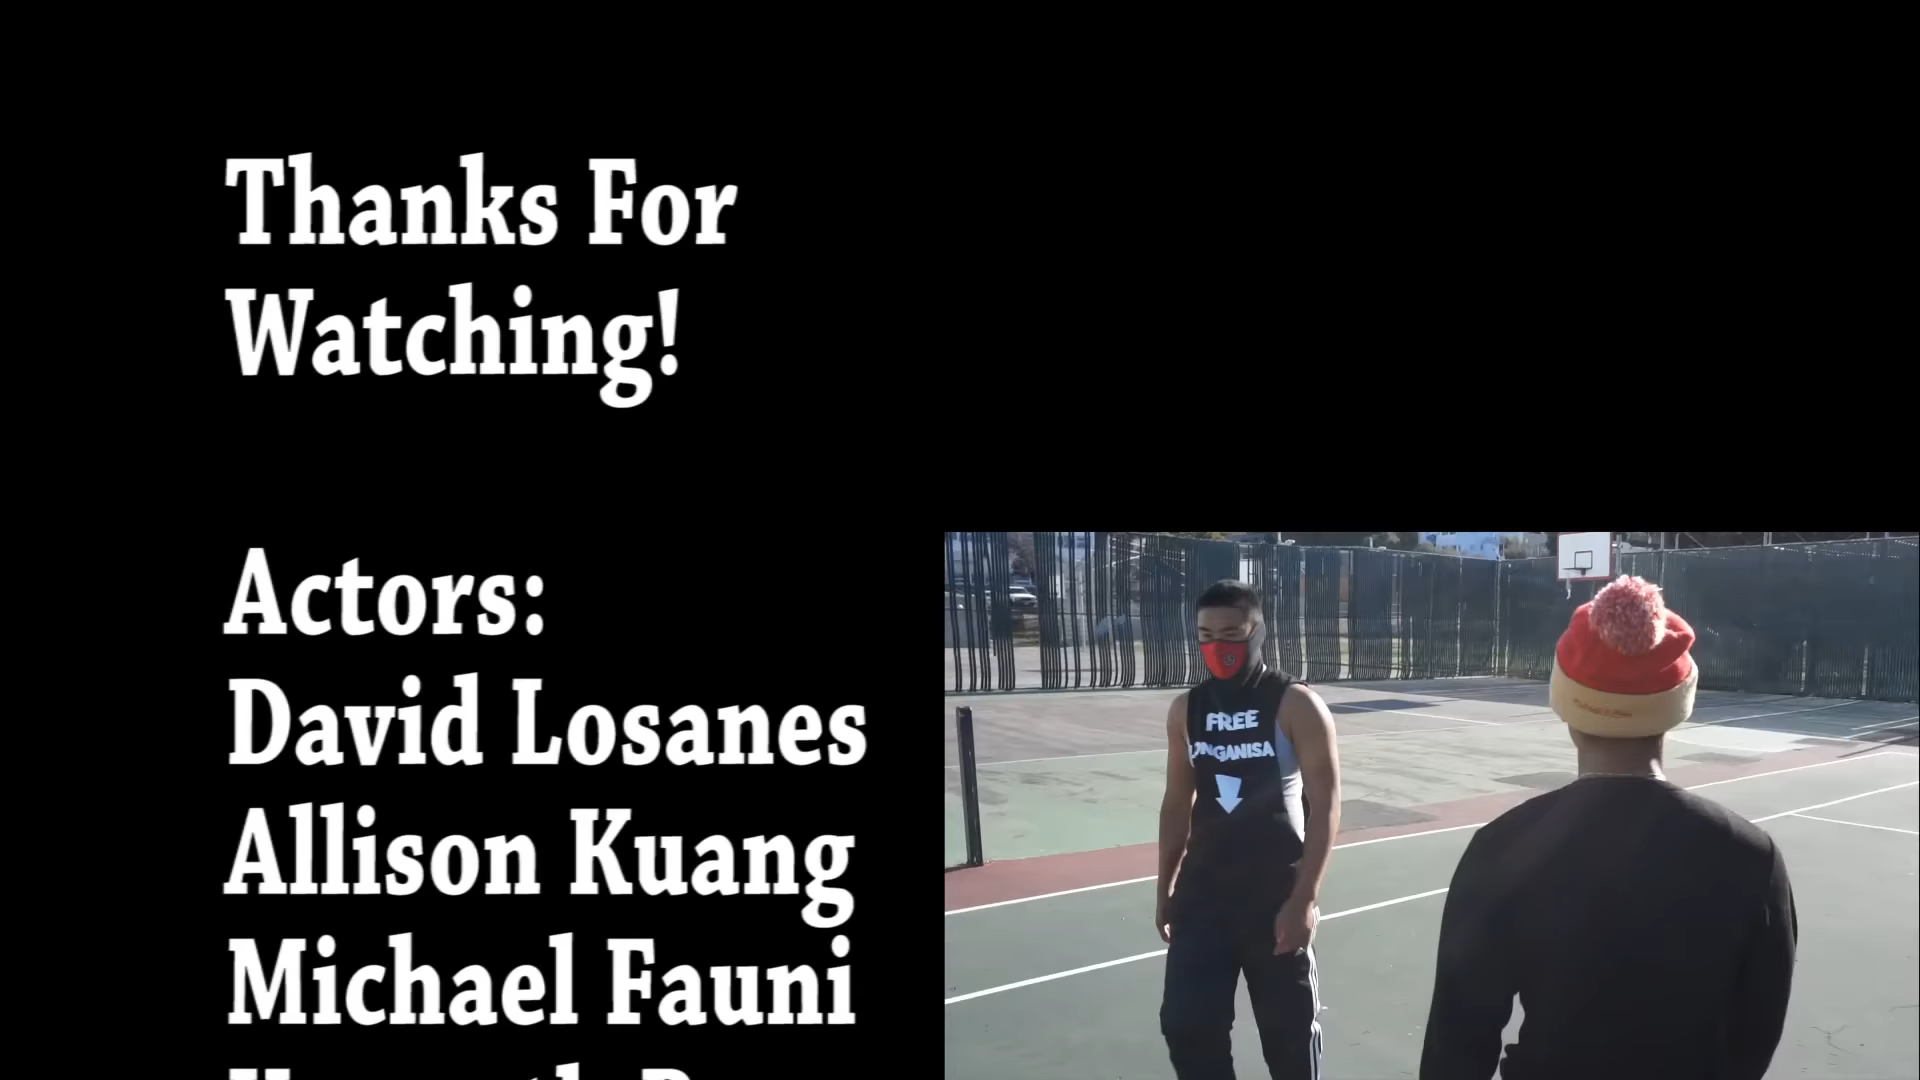 Thanks For
Watching!
Actors:
David Losanes
Allison Kuang
Michael Fauni
FREE